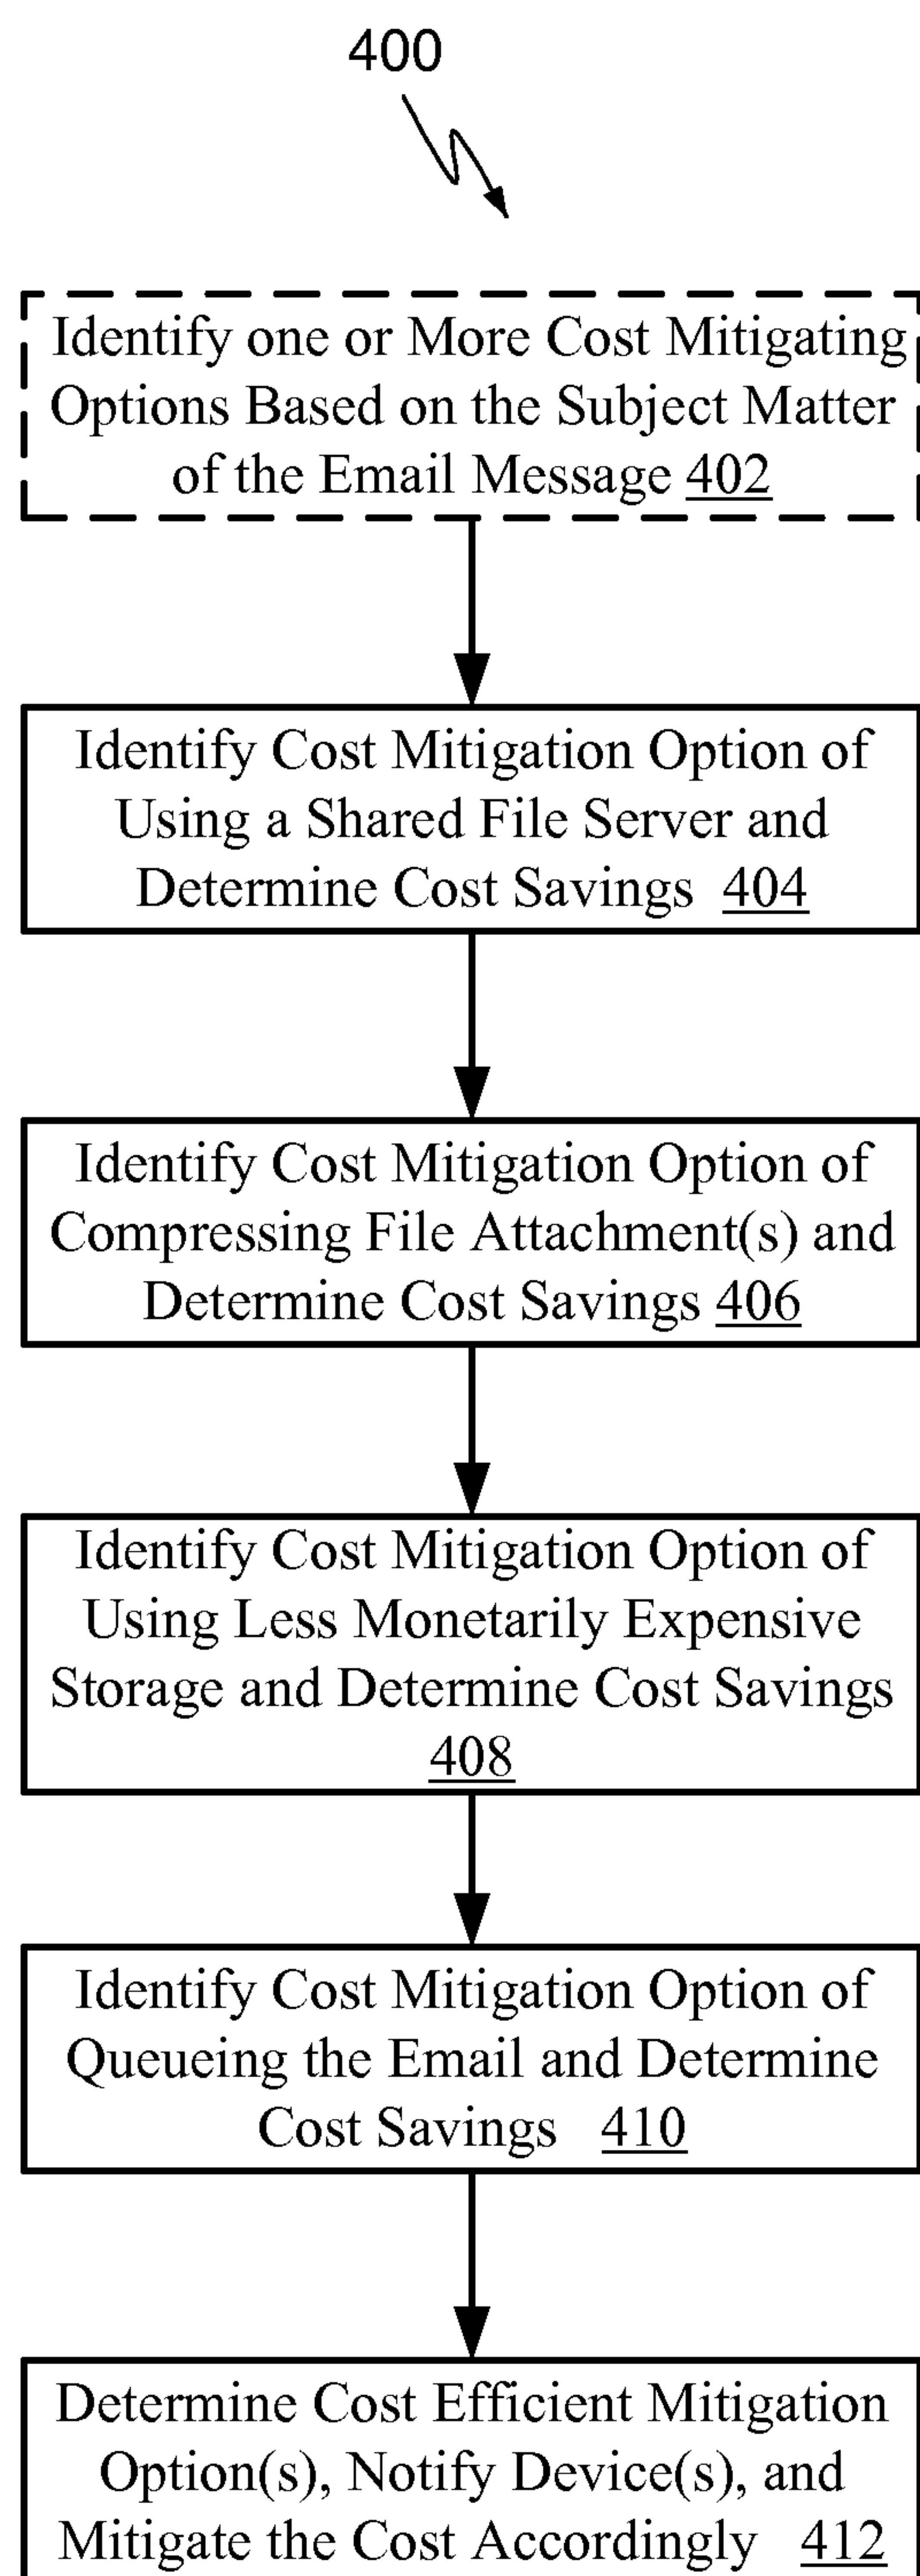 400
Identify one or More Cost Mitigating
Options Based on the Subject Matter
of the Email Message 402
Identify Cost Mitigation Option of
Using a Shared File Server and
Determine Cost Savings 404
Identify Cost Mitigation Option of
Compressing File Attachment(s) and
Determine Cost Savings 406
Identify Cost Mitigation Option of
Using Less Monetarily Expensive
Storage and Determine Cost Savings
408
Identify Cost Mitigation Option of
Queueing the Email and Determine
Cost Savings 410
Determine Cost Efficient Mitigation
Option(s), Notify Device(s), and
Mitigate the Cost Accordingly 412